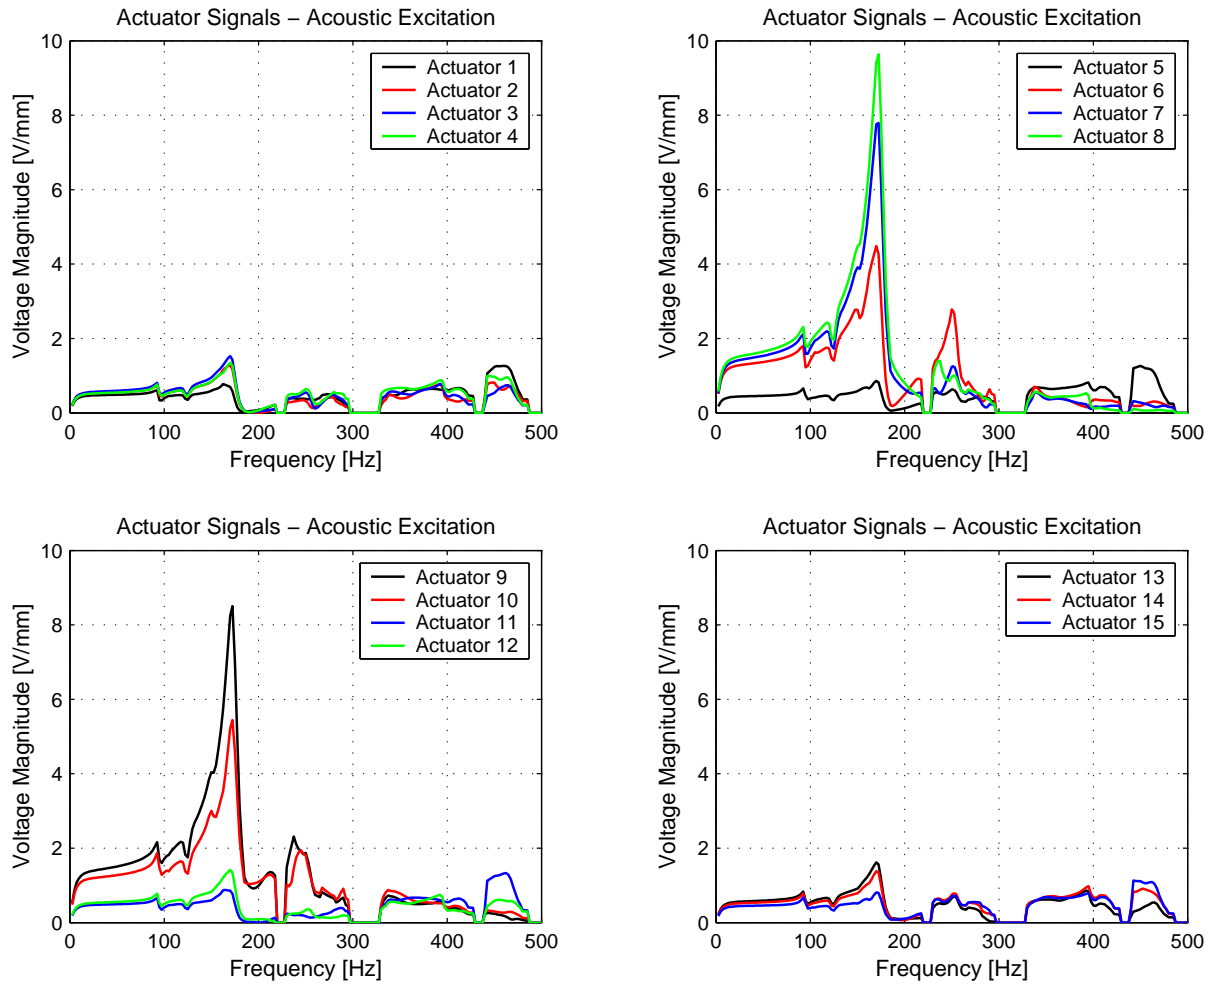 Actuator Signals − Acoustic Excitation
10
8
6
4
2
0
Voltage Magnitude [V/mm]
0 100 200 300 400 500
Frequency [Hz]
Actuator 1
Actuator 2
Actuator 3
Actuator 4
Actuator Signals − Acoustic Excitation
10
8
6
4
2
0
Voltage Magnitude [V/mm]
0 100 200 300 400 500
Frequency [Hz]
Actuator 5
Actuator 6
Actuator 7
Actuator 8
Actuator Signals − Acoustic Excitation
10
8
6
4
2
0
Voltage Magnitude [V/mm]
0 100 200 300 400 500
Frequency [Hz]
Actuator 9
Actuator 10
Actuator 11
Actuator 12
Actuator Signals − Acoustic Excitation
10
8
6
4
2
0
Voltage Magnitude [V/mm]
0 100 200 300 400 500
Frequency [Hz]
Actuator 13
Actuator 14
Actuator 15